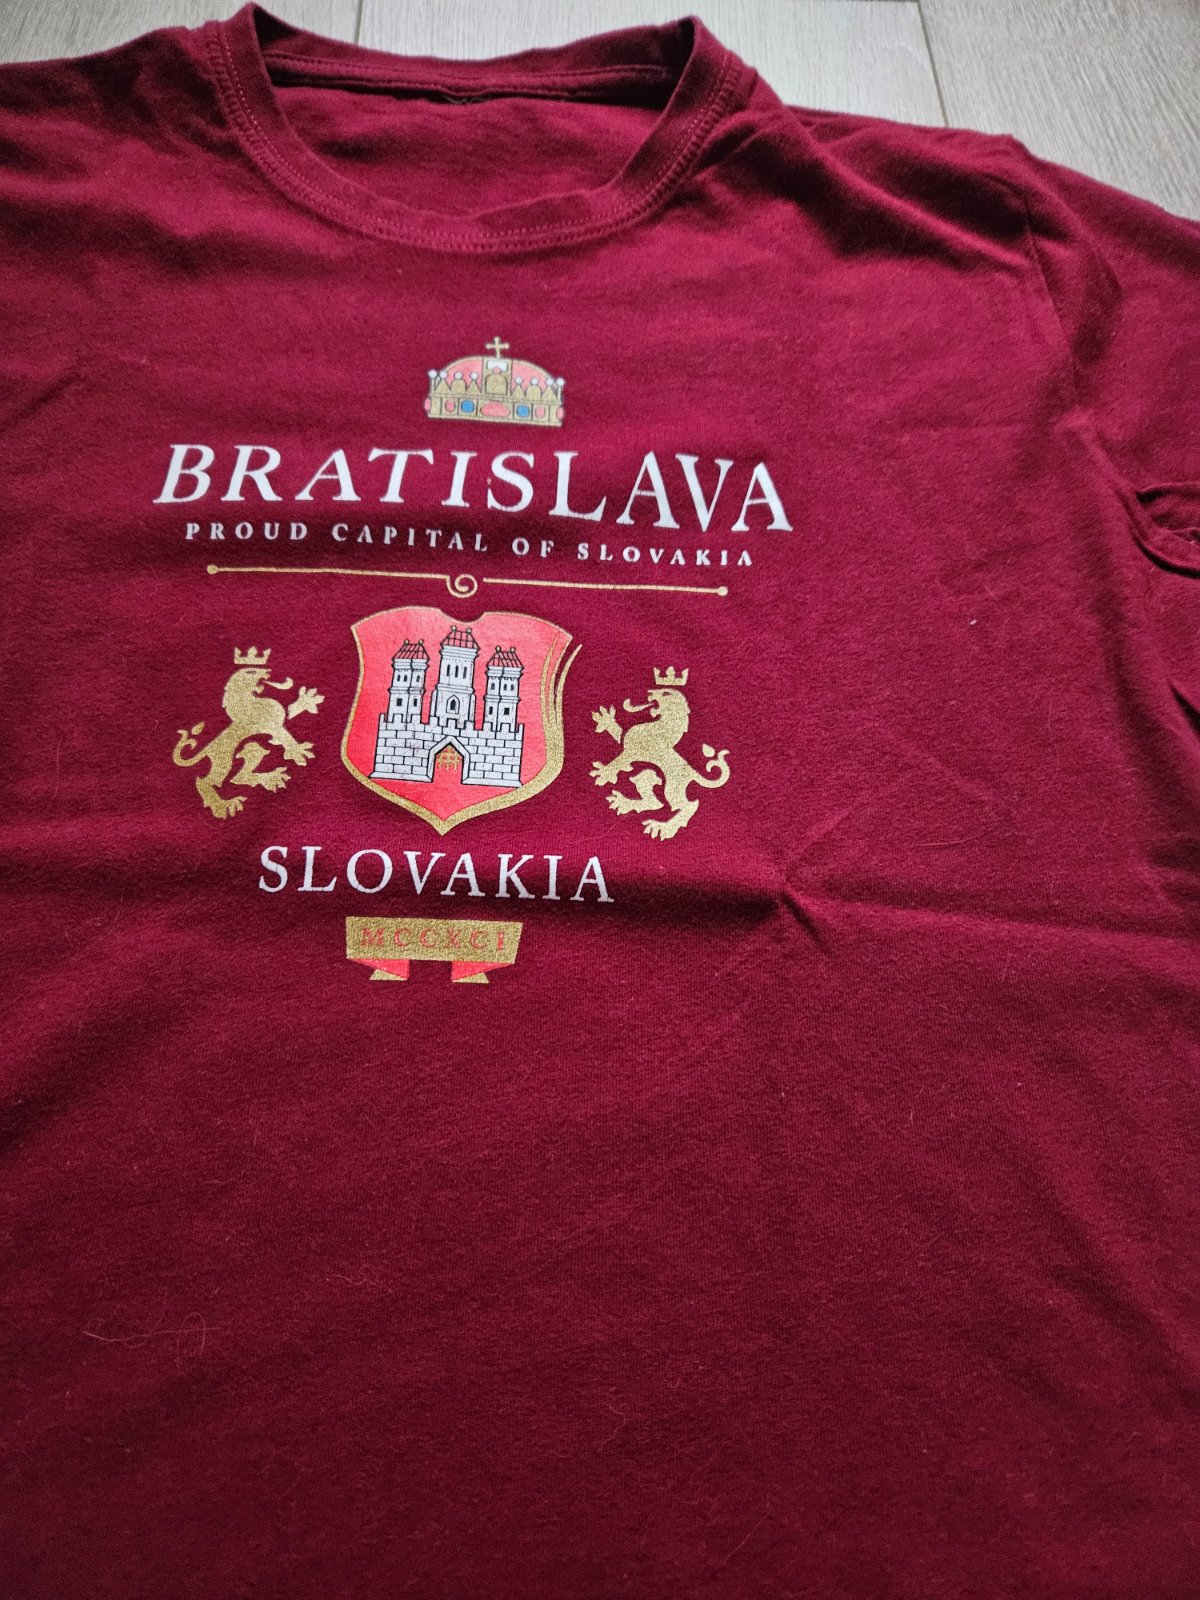 BRATISLAVA
PROUD CAPITAL OF SLOVAKIA
SLOVAKIA
MCCXCI